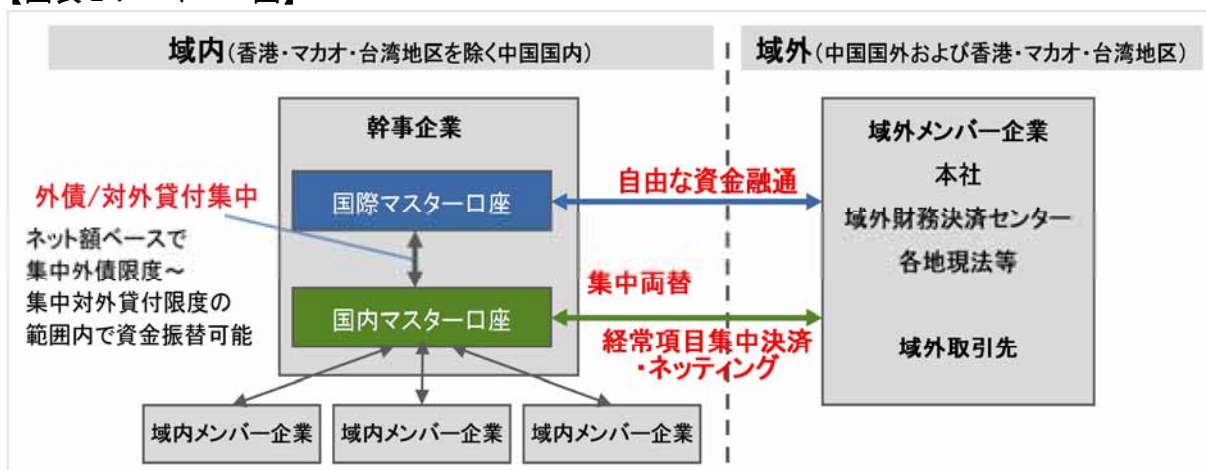 域内(香港・マカオ・台湾地区を除く中国国内)
域外(中国国外および香港・マカオ・台湾地区)
幹事企業
外債/対外貸付集中
ネット額ベースで
集中外債限度～
集中対外貸付限度の
範囲内で資金振替可能
国際マスター口座
国内マスター口座
自由な資金融通
集中両替
経常項目集中決済
・ネッティング
域外メンバー企業
本社
域外財務決済センター
各地現法等
域外取引先
域内メンバー企業
域内メンバー企業
域内メンバー企業